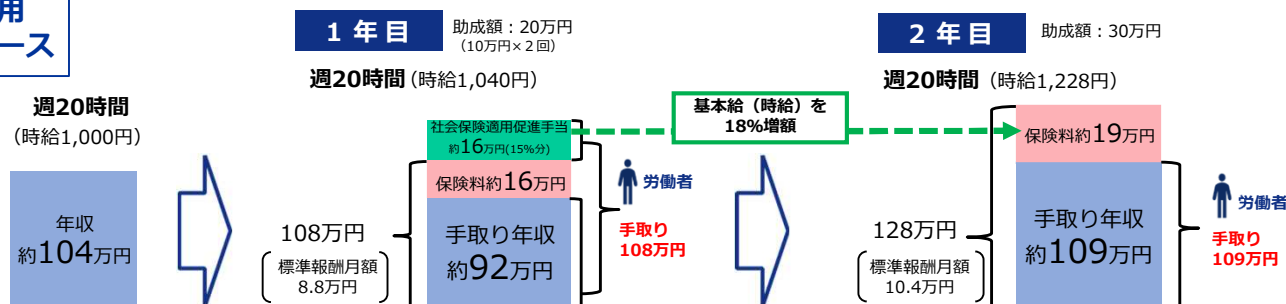 用
ース
週20時間
（時給1,000円）
年収
約104万円
1年目
助成額：20万円
（10万円×２回）
週20時間（時給1,040円）
社会保険適用促進手当
約16万円(15%分)
保険料約16万円
手取り年収
約92万円
108万円
標準報酬月額
8.8万円
労働者
手取り
108万円
基本給（時給）を
18%増額
2年目
助成額：30万円
週20時間（時給1,228円）
保険料約19万円
手取り年収
約109万円
128万円
標準報酬月額
10.4万円
労働者
手取り
109万円